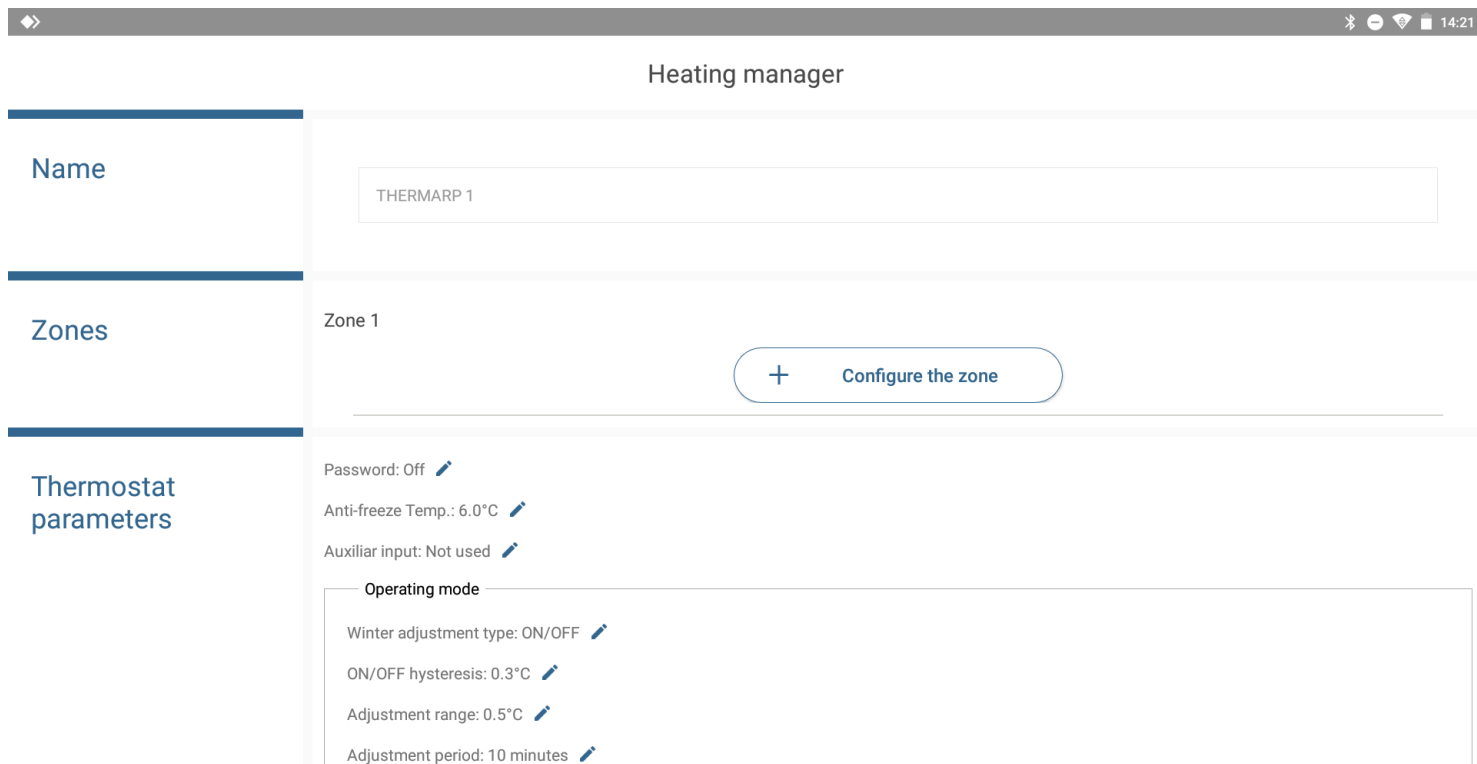 14:21
Heating manager
Name
THERMARP 1
Zones
Zone 1
Configure the zone
Thermostat
parameters
Password: Off
Anti-freeze Temp.: 6.0°C
Auxiliar input: Not used
Operating mode
Winter adjustment type: ON/OFF
ON/OFF hysteresis: 0.3°C
Adjustment range: 0.5°C
Adjustment period: 10 minutes